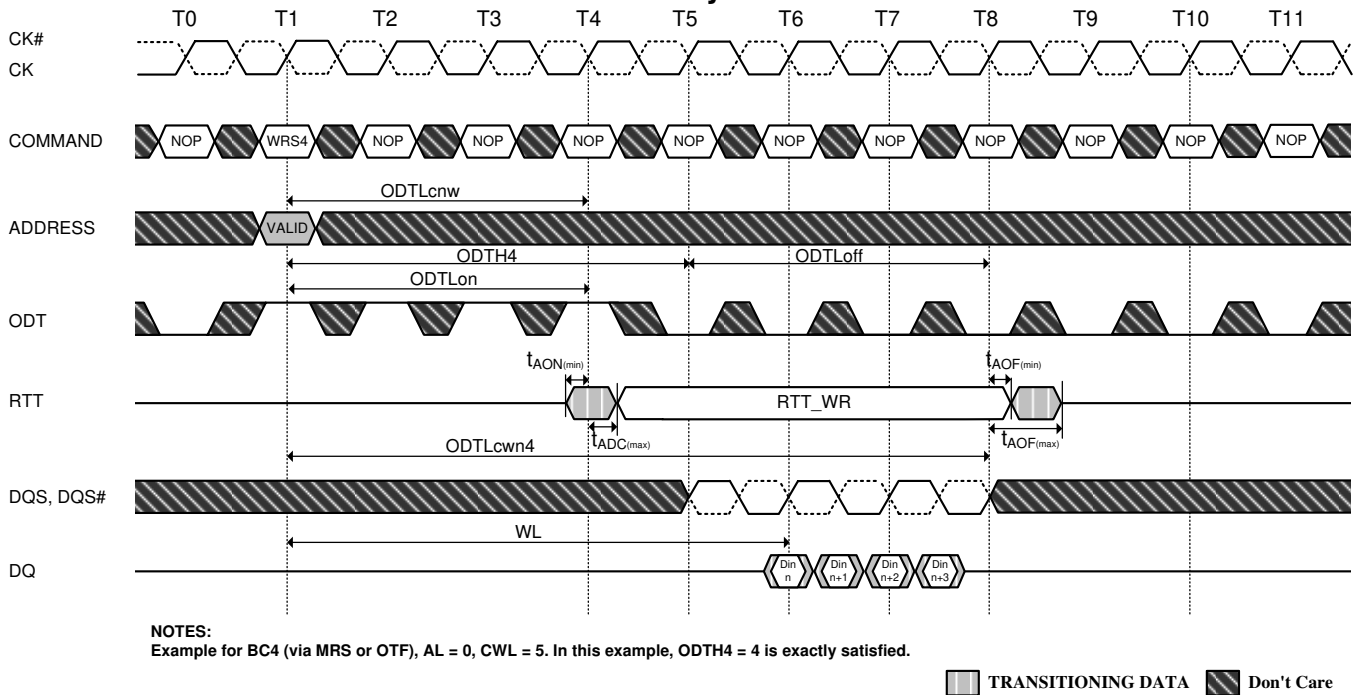 T0 T1 T2 T3 T4 T5 T6 T7 T8 T9 T10 T11
CK#
CK
COMMAND NOP WRS4 NOP NOP NOP NOP NOP NOP NOP NOP NOP NOP
ODTLcnw
ADDRESS VALID
ODTH4 ODTLoff
ODTLon
ODT
tAON(min) tAOF(min)
RTT RTT_WR
tADC(max) tAOF(max)
ODTLcwn4
DQS, DQS#
WL
DQ Din n Din n+1 Din n+2 Din n+3
NOTES:
Example for BC4 (via MRS or OTF), AL = 0, CWL = 5. In this example, ODTH4 = 4 is exactly satisfied.
TRANSITIONING DATA Don't Care